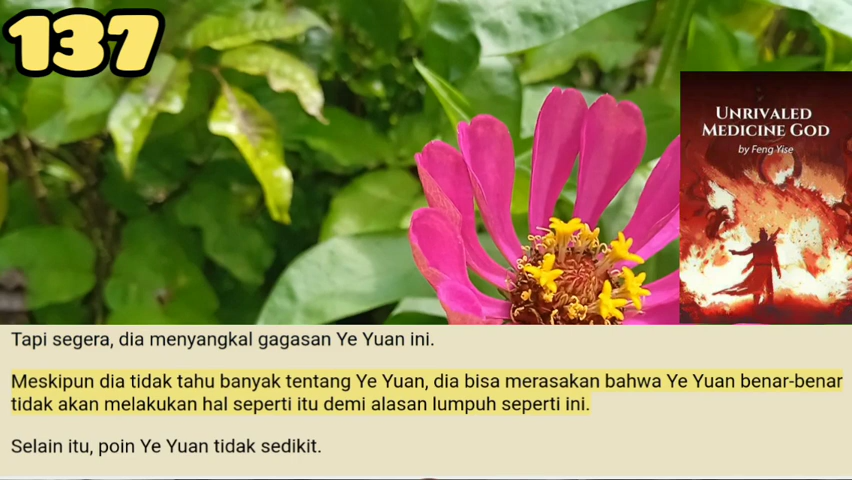 137
UNRIVALED
MEDICINE GOD
by Feng Yise
Tapi segera, dia menyangkal gagasan Ye Yuan ini.
Meskipun dia tidak tahu banyak tentang Ye Yuan, dia bisa merasakan bahwa Ye Yuan benar-benar
tidak akan melakukan hal seperti itu demi alasan lumpuh seperti ini.
Selain itu, poin Ye Yuan tidak sedikit.